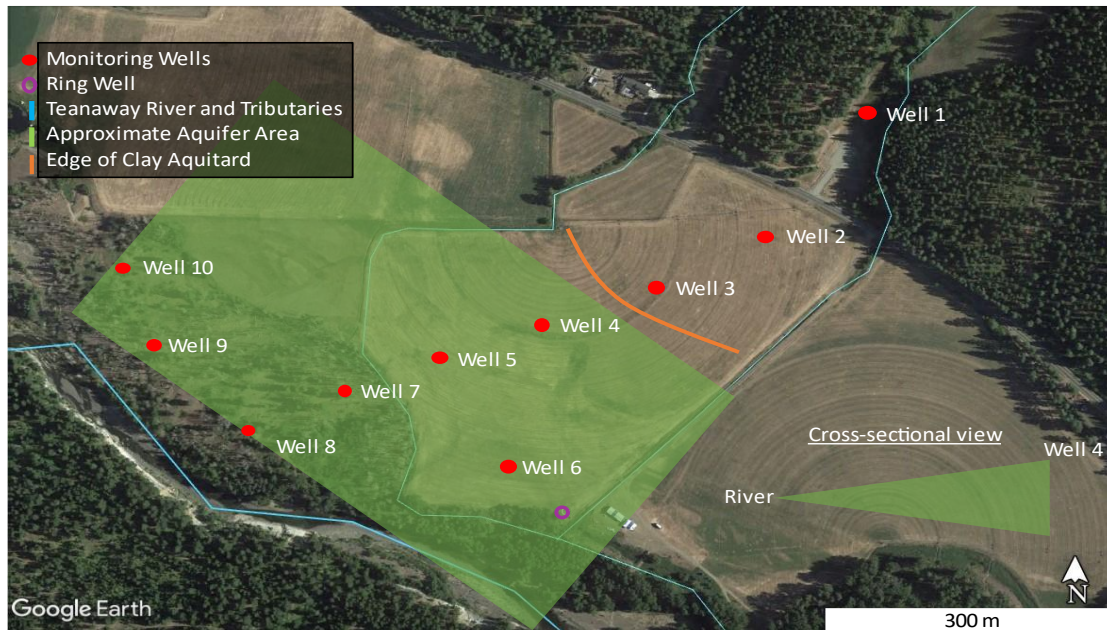 Monitoring Wells
Ring Well
Teanaway River and Tributaries
Approximate Aquifer Area
Edge of Clay Aquitard
Well 1
Well 2
Well 3
Well 10
Well 4
Well 9
Well 5
Well 7
Well 8
Well 6
Cross-sectional view
Well 4
River
Google Earth
N
300 m